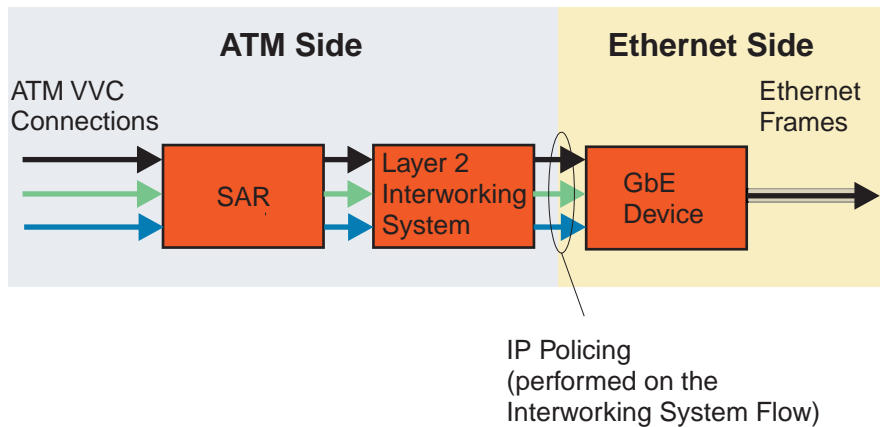 ATM Side
Ethernet Side
ATM VVC
Connections
Ethernet
Frames
SAR
Layer 2
Interworking
System
GbE
Device
IP Policing
(performed on the
Interworking System Flow)